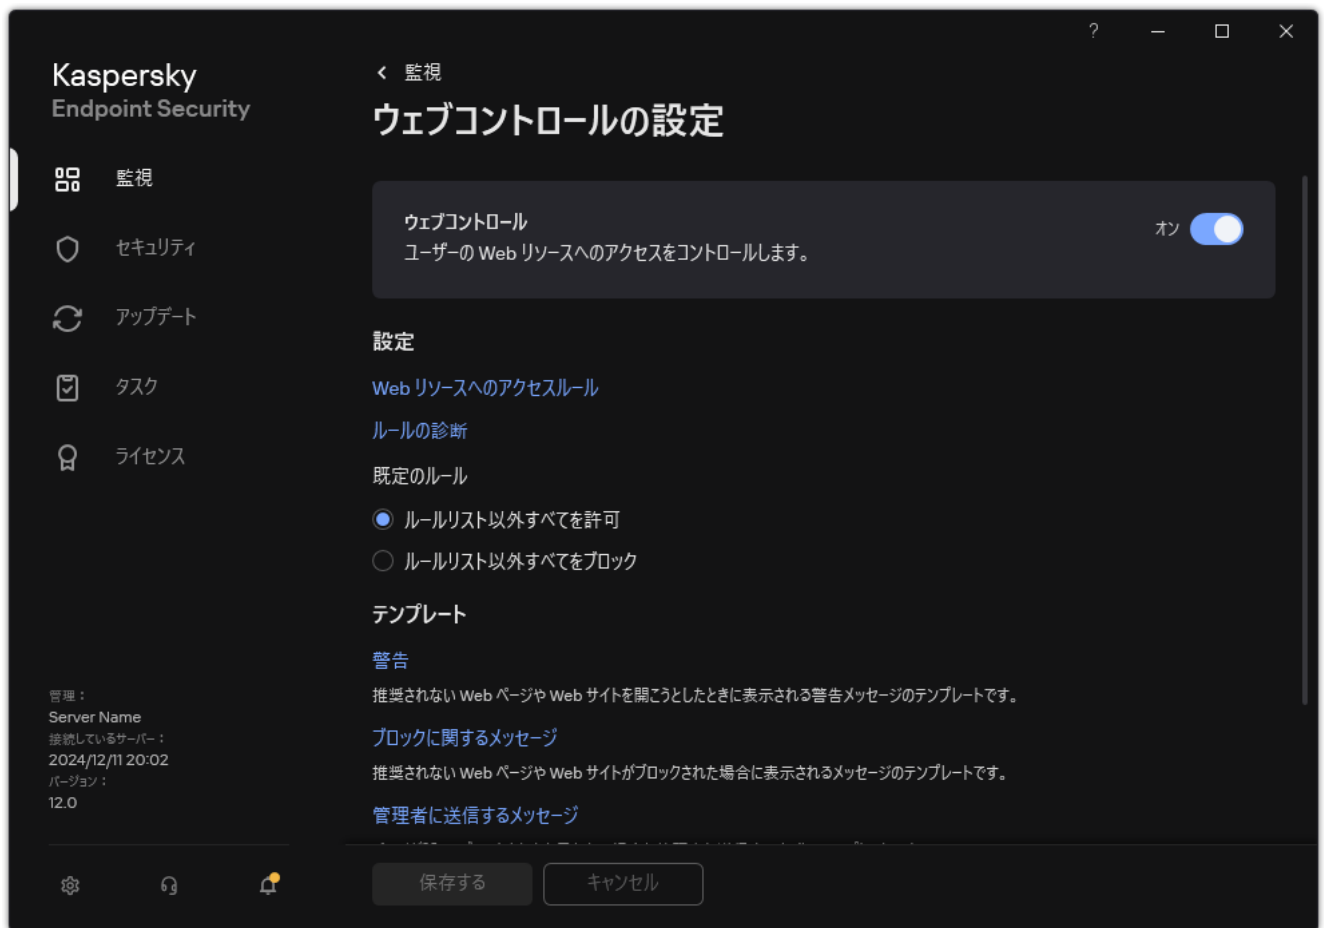 ?
Kaspersky
Endpoint Security
監視
セキュリティ
アップデート
タスク
ライセンス
管理：
Server Name
接続しているサーバー：
2024/12/11 20:02
バージョン：
12.0
監視
ウェブコントロールの設定
ウェブコントロール
ユーザーの Web リソースへのアクセスをコントロールします。
オン
設定
Web リソースへのアクセスルール
ルールの診断
既定のルール
ルールリスト以外すべてを許可
ルールリスト以外すべてをブロック
テンプレート
警告
推奨されない Web ページや Web サイトを開こうとしたときに表示される警告メッセージのテンプレートです。
ブロックに関するメッセージ
推奨されない Web ページや Web サイトがブロックされた場合に表示されるメッセージのテンプレートです。
管理者に送信するメッセージ
保存する
キャンセル